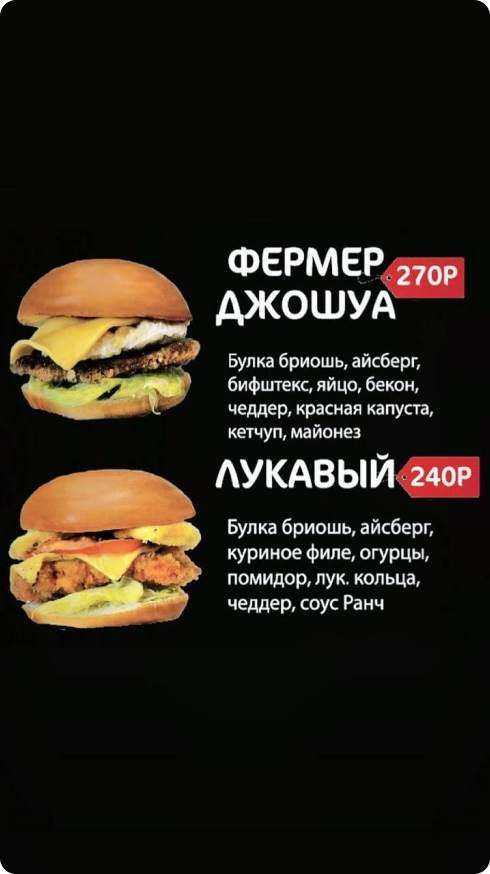 ФЕРМЕР
ДЖОШУА
270Р
Булка бриошь, айсберг,
бифштекс, яйцо, бекон,
чеддер, красная капуста,
кетчуп, майонез
ЛУКАВЫЙ
240Р
Булка бриошь, айсберг,
куриное филе, огурцы,
помидор, лук. кольца,
чеддер, соус Ранч